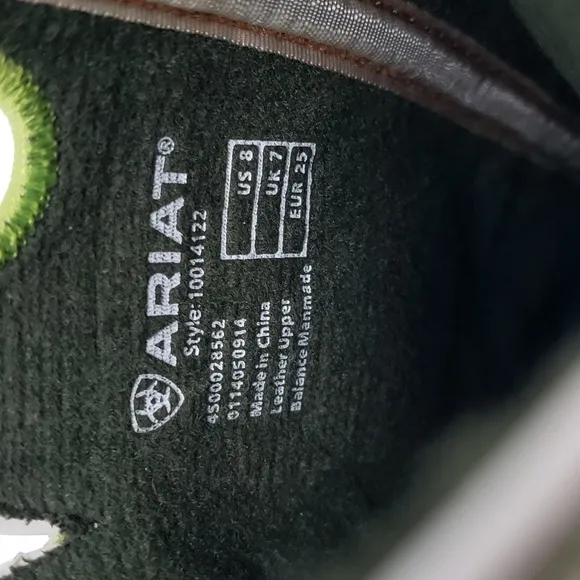 ARIAT®
Style: 10014122
US 8
UK 7
EUR 25
4500028562
0114050914
Made in China
Leather Upper
Balance Manmade